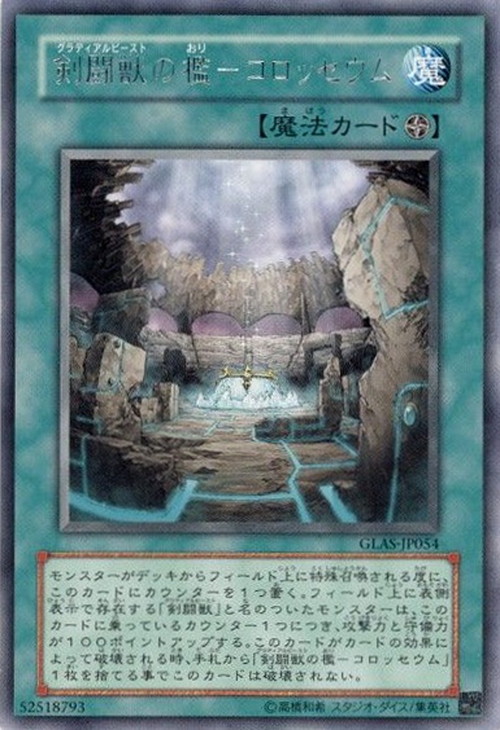 グラディアルビースト おり
剣闘獣の檻－コロッセウム 魔
まほう
【魔法カード】
GLAS-JP054
モンスターがデッキからフィールド上に特殊召喚される度に、
このカードにカウンターを１つ置く。フィールド上に表側
表示で存在する「剣闘獣」と名のついたモンスターは、この
カードに乗っているカウンター１つにつき、攻撃力と守備力
が１００ポイントアップする。このカードがカードの効果に
よって破壊される時、手札から「剣闘獣の檻－コロッセウム」
１枚を捨てる事でこのカードは破壊されない。
52518793 ©高橋和希 スタジオ・ダイス/集英社